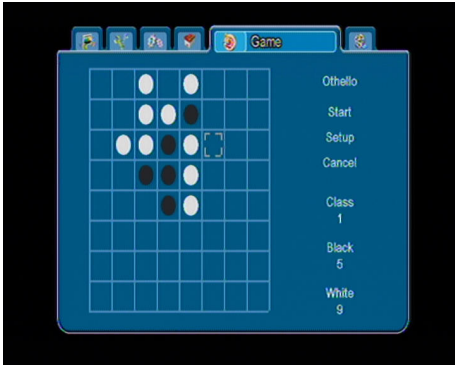 Game
Othello
Start
Setup
Cancel
Class
1
Black
5
White
9